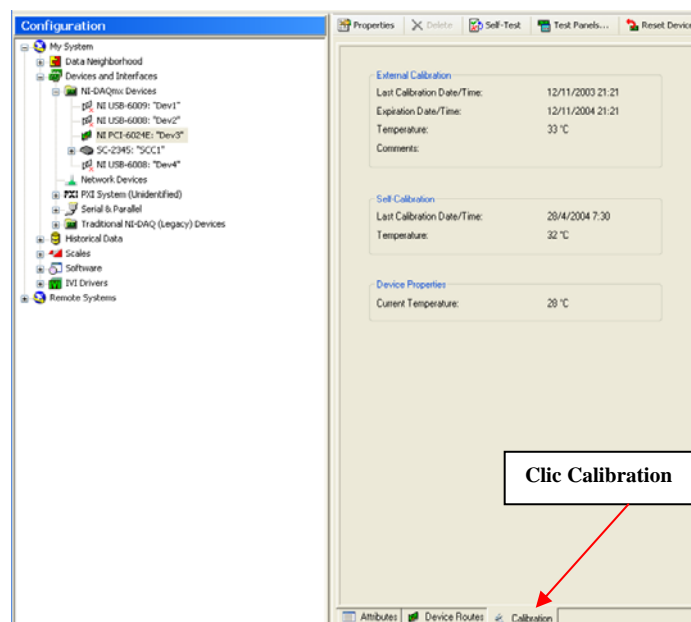 Configuration
My System
Data Neighborhood
Devices and Interfaces
NI-DAQmx Devices
NI USB-6009: "Dev1"
NI USB-6008: "Dev2"
NI PCI-6024E: "Dev3"
SC-2345: "SCC1"
NI USB-6008: "Dev4"
Network Devices
PXI PXI System (Unidentified)
Serial & Parallel
Traditional NI-DAQ (Legacy) Devices
Historical Data
Scales
Software
IVI Drivers
Remote Systems
Properties Delete Self-Test Test Panels... Reset Device
External Calibration
Last Calibration Date/Time: 12/11/2003 21:21
Expiration Date/Time: 12/11/2004 21:21
Temperature: 33 °C
Comments:
Self-Calibration
Last Calibration Date/Time: 28/4/2004 7:30
Temperature: 32 °C
Device Properties
Current Temperature: 28 °C
Clic Calibration
Attributes Device Routes Calibration